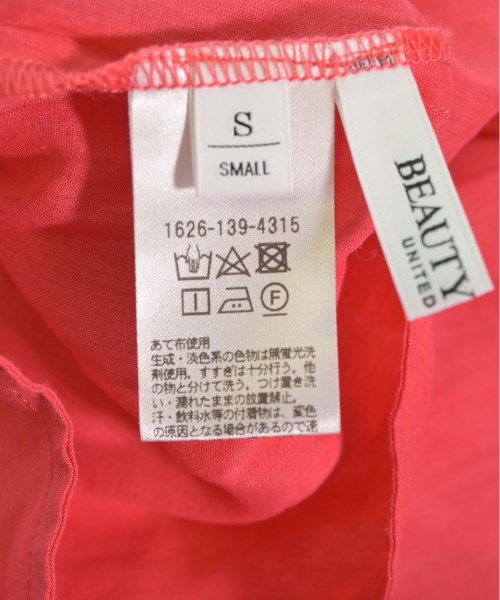 S
SMALL
BEAUTY
UNITED
1626-139-4315
F
あて布使用
生成・淡色系の色物は無蛍光洗
剤使用。すすぎは十分行う。他
の物と分けて洗う。つけ置き洗
い・濡れたままの放置禁止。
汗・飲料水等の付着物は、変色
の原因となる場合があるので速